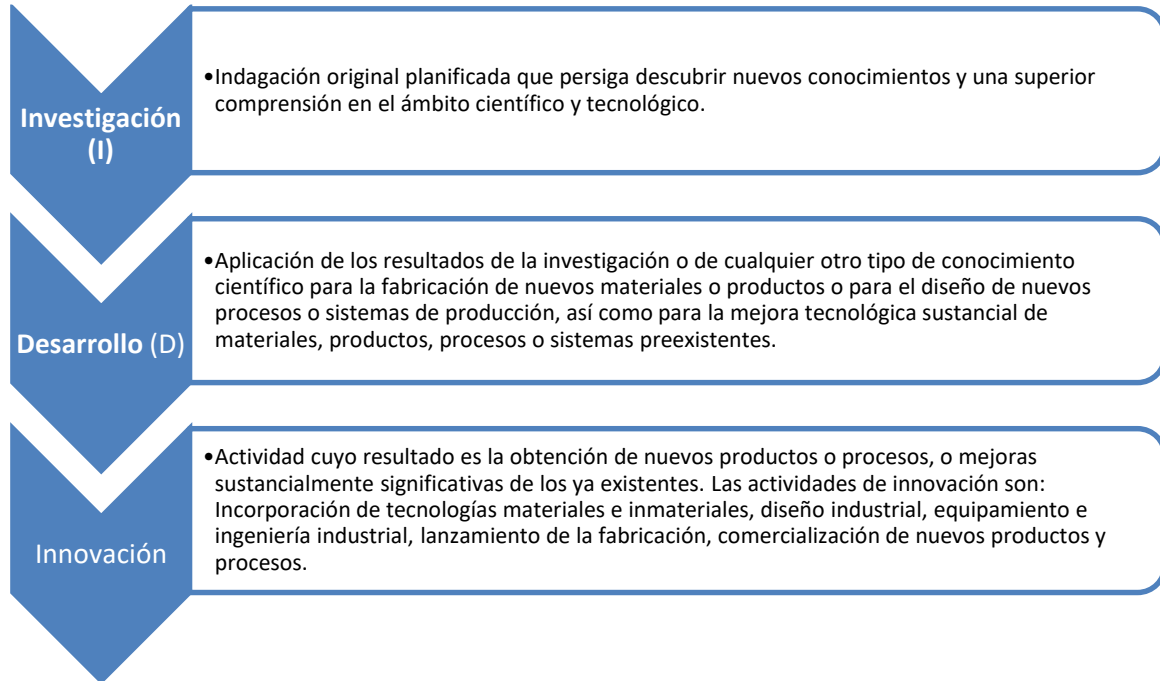 Investigación
(I)
•Indagación original planificada que persiga descubrir nuevos conocimientos y una superior
comprensión en el ámbito científico y tecnológico.
Desarrollo (D)
•Aplicación de los resultados de la investigación o de cualquier otro tipo de conocimiento
científico para la fabricación de nuevos materiales o productos o para el diseño de nuevos
procesos o sistemas de producción, así como para la mejora tecnológica sustancial de
materiales, productos, procesos o sistemas preexistentes.
Innovación
•Actividad cuyo resultado es la obtención de nuevos productos o procesos, o mejoras
sustancialmente significativas de los ya existentes. Las actividades de innovación son:
Incorporación de tecnologías materiales e inmateriales, diseño industrial, equipamiento e
ingeniería industrial, lanzamiento de la fabricación, comercialización de nuevos productos y
procesos.